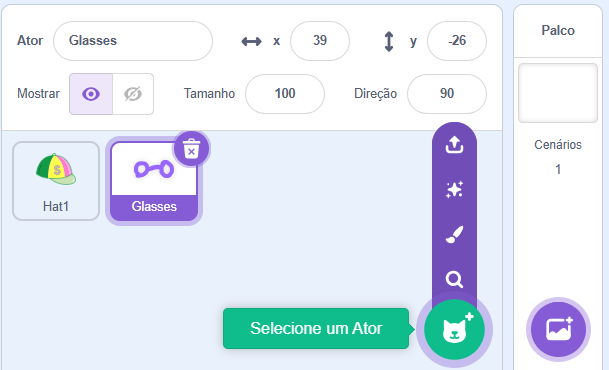 Ator Glasses x 39 y -26
Mostrar Tamanho 100 Direção 90
Palco
Cenários
1
Hat1
Glasses
Selecione um Ator